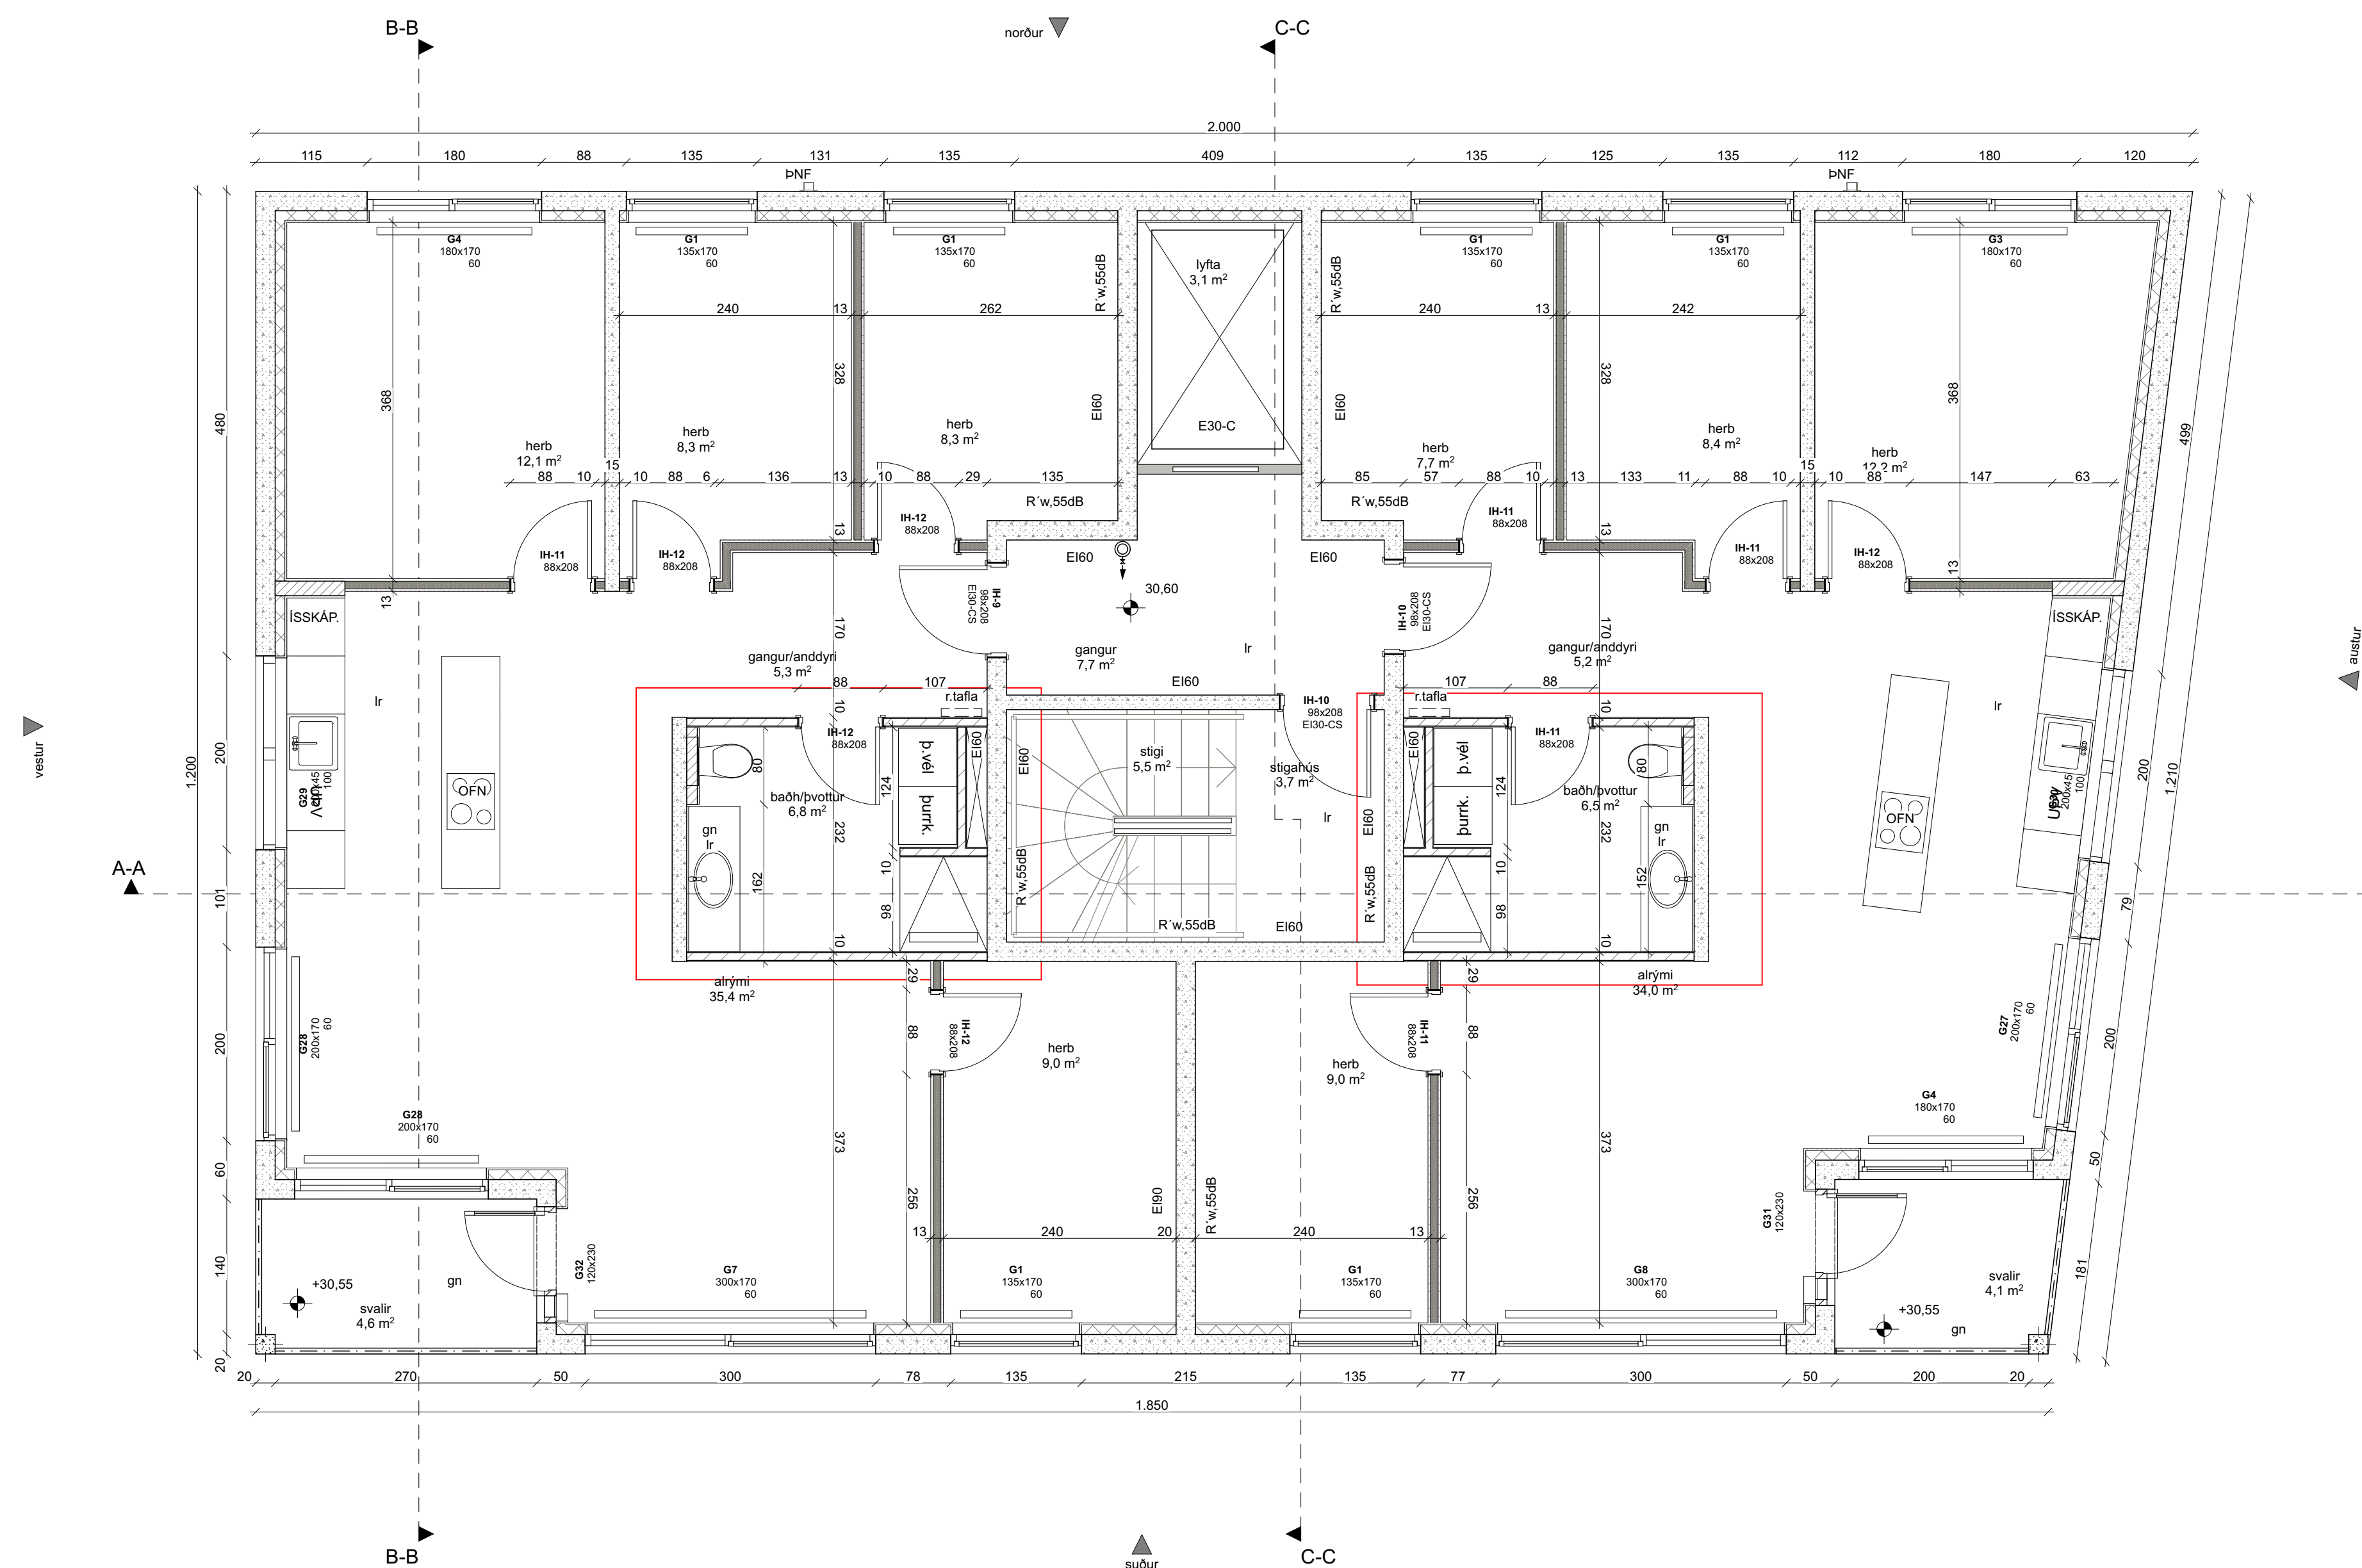 B-B
norður
C-C
2.000
115 180 88 135 131 135 409 135 125 135 112 180 120
ÞNF
ÞNF
G4
180x170
60
G1
135x170
60
G1
135x170
60
R´w,55dB
lyfta
3,1 m²
R´w,55dB
G1
135x170
60
G1
135x170
60
G3
180x170
60
240 13 262
240 13 242
368
328
EI60
EI60
328
368
499
480
E30-C
herb
12,1 m²
herb
8,3 m²
herb
8,3 m²
herb
7,7 m²
herb
8,4 m²
herb
12,2 m²
88 10 15 10 88 6 136 13 10 88 29 135
85 57 88 10 13 133 11 88 10 15 10 88 147 63
R´w,55dB
R´w,55dB
IH-11
88x208
IH-12
88x208
IH-12
88x208
IH-11
88x208
IH-11
88x208
IH-12
88x208
13
13
13
13
EI60
EI60
IH-9
98x208
EI30-CS
30,60
IH-10
98x208
EI30-CS
ÍSSKÁP.
ÍSSKÁP.
170
170
gangur/anddyri
5,3 m²
gangur
7,7 m²
lr
gangur/anddyri
5,2 m²
88 107
EI60
107 88
r.tafla
r.tafla
lr
lr
10
10
IH-10
98x208
EI30-CS
IH-12
88x208
IH-11
88x208
vestur
austur
1.200
200
G29
200x45
100
OFN
80
baðh/þvottur
6,8 m²
124
þ.vél
þurrk.
EI60
EI60
stigi
5,5 m²
stigahús
3,7 m²
lr
EI60
EI60
þ.vél
þurrk.
124
baðh/þvottur
6,5 m²
80
OFN
200x45
100
200
1.210
gn
lr
232
232
gn
lr
A-A
101
162
10
98
10
R´w,55dB
R´w,55dB
EI60
R´w,55dB
10
98
10
152
79
alrými
35,4 m²
29
29
alrými
34,0 m²
200
G28
200x170
60
88
IH-12
88x208
herb
9,0 m²
herb
9,0 m²
IH-11
88x208
88
G27
200x170
60
200
G28
200x170
60
373
373
G4
180x170
60
60
50
256
EI90
R´w,55dB
256
G31
120x230
13 240 20 240 13
140
+30,55
gn
svalir
4,6 m²
G32
120x230
G7
300x170
60
G1
135x170
60
G1
135x170
60
G8
300x170
60
svalir
4,1 m²
+30,55
gn
181
20
20 270 50 300 78 135 215 135 77 300 50 200 20
1.850
B-B
suður
C-C